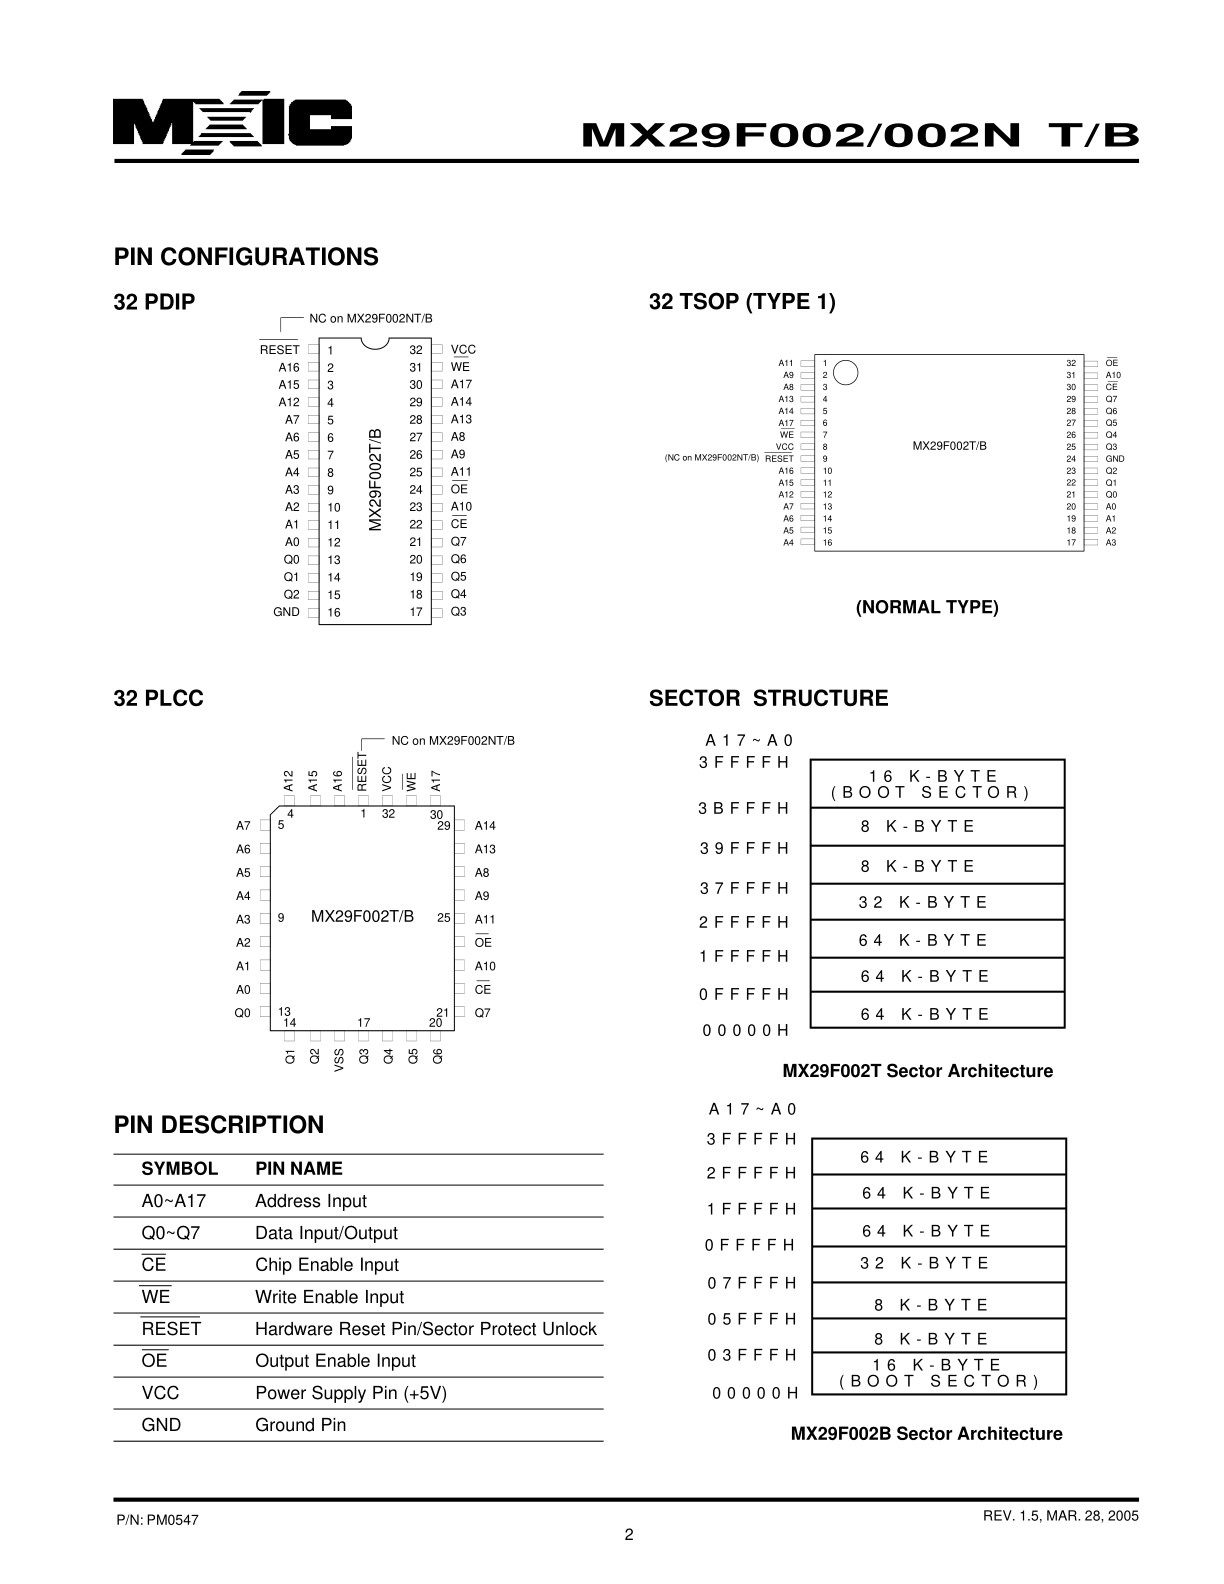 MXIC
MX29F002/002N T/B
PIN CONFIGURATIONS
32 PDIP
NC on MX29F002NT/B
RESET 1 32 VCC
A16 2 31 WE
A15 3 30 A17
A12 4 29 A14
A7 5 28 A13
A6 6 27 A8
A5 7 26 A9
A4 8 25 A11
A3 9 24 OE
A2 10 23 A10
A1 11 22 CE
A0 12 21 Q7
Q0 13 20 Q6
Q1 14 19 Q5
Q2 15 18 Q4
GND 16 17 Q3
MX29F002T/B
32 TSOP (TYPE 1)
A11 1 32 OE
A9 2 31 A10
A8 3 30 CE
A13 4 29 Q7
A14 5 28 Q6
A17 6 27 Q5
WE 7 26 Q4
VCC 8 25 Q3
(NC on MX29F002NT/B) RESET 9 24 GND
A16 10 23 Q2
A15 11 22 Q1
A12 12 21 Q0
A7 13 20 A0
A6 14 19 A1
A5 15 18 A2
A4 16 17 A3
MX29F002T/B
(NORMAL TYPE)
32 PLCC
NC on MX29F002NT/B
A12 A15 A16 RESET VCC WE A17
4 1 32 30
A7 5 29 A14
A6 A13
A5 A8
A4 A9
A3 9 MX29F002T/B 25 A11
A2 OE
A1 A10
A0 CE
Q0 13 21 Q7
14 17 20
Q1 Q2 VSS Q3 Q4 Q5 Q6
SECTOR STRUCTURE
A17~A0
3FFFFH
16 K-BYTE
(BOOT SECTOR)
3BFFFH
8 K-BYTE
39FFFH
8 K-BYTE
37FFFH
32 K-BYTE
2FFFFH
64 K-BYTE
1FFFFH
64 K-BYTE
0FFFFH
64 K-BYTE
00000H
MX29F002T Sector Architecture
A17~A0
3FFFFH
64 K-BYTE
2FFFFH
64 K-BYTE
1FFFFH
64 K-BYTE
0FFFFH
32 K-BYTE
07FFFH
8 K-BYTE
05FFFH
8 K-BYTE
03FFFH
16 K-BYTE
(BOOT SECTOR)
00000H
MX29F002B Sector Architecture
PIN DESCRIPTION
SYMBOL PIN NAME
A0~A17 Address Input
Q0~Q7 Data Input/Output
CE Chip Enable Input
WE Write Enable Input
RESET Hardware Reset Pin/Sector Protect Unlock
OE Output Enable Input
VCC Power Supply Pin (+5V)
GND Ground Pin
P/N: PM0547
REV. 1.5, MAR. 28, 2005
2